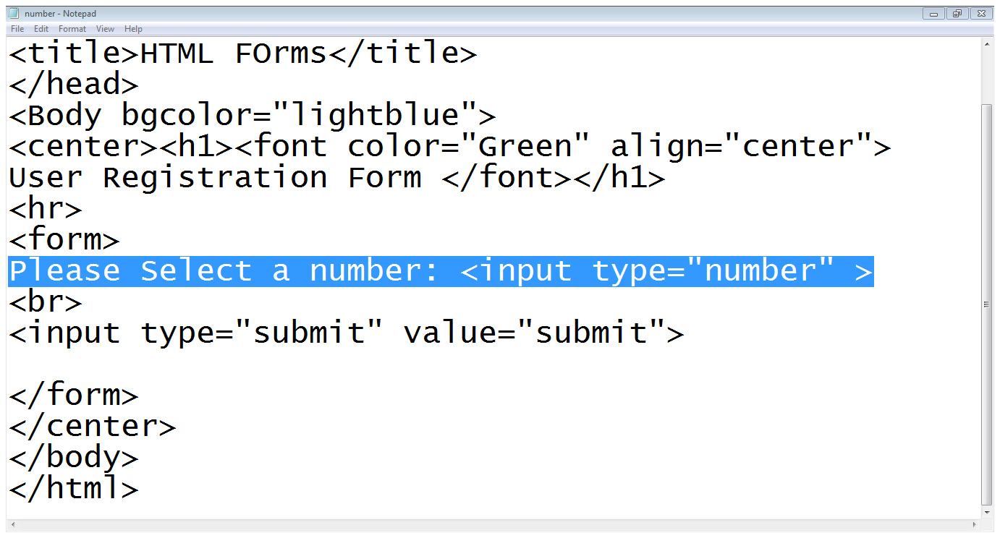 number - Notepad
File Edit Format View Help
<title>HTML FOrms</title>
</head>
<Body bgcolor="lightblue">
<center><h1><font color="Green" align="center">
User Registration Form </font></h1>
<hr>
<form>
Please Select a number: <input type="number" >
<br>
<input type="submit" value="submit">
</form>
</center>
</body>
</html>